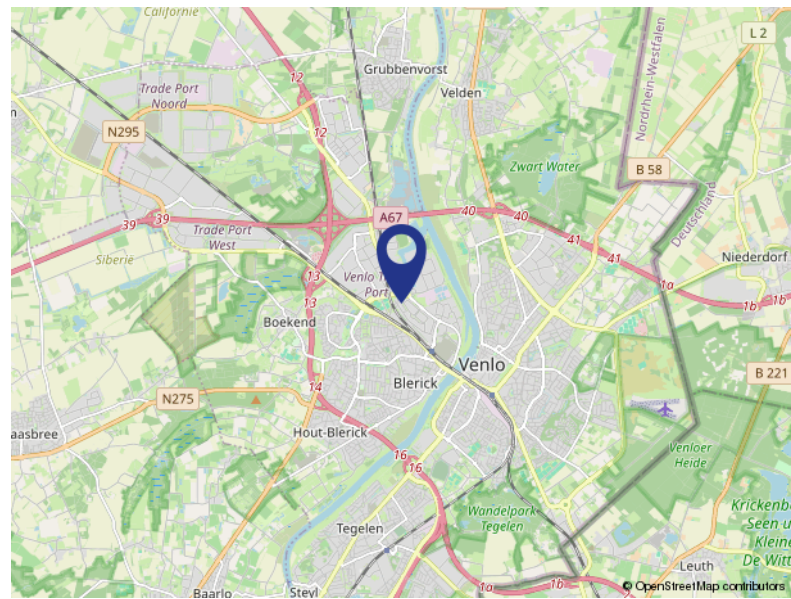 Californie
L 2
Grubbenvorst
12
Trade Port
Noord
Velden
Nordrhein-Westfalen
N295
12
Zwart Water
B 58
Deutschland
A67
40
40
39
39
Trade Port
West
41
41
Siberië
13
Niederdorf
Venlo T
Port
1a
13
1b
1b
Boekend
Venlo
Blerick
B 221
14
N275
aasbree
Hout-Blerick
Venloer
Heide
16
16
Wandelpark
Tegelen
Krickenb
Seen u
Kleine
De Witt
Tegelen
Leuth
Baarlo
Steyl
1a
1b
© OpenStreetMap contributors